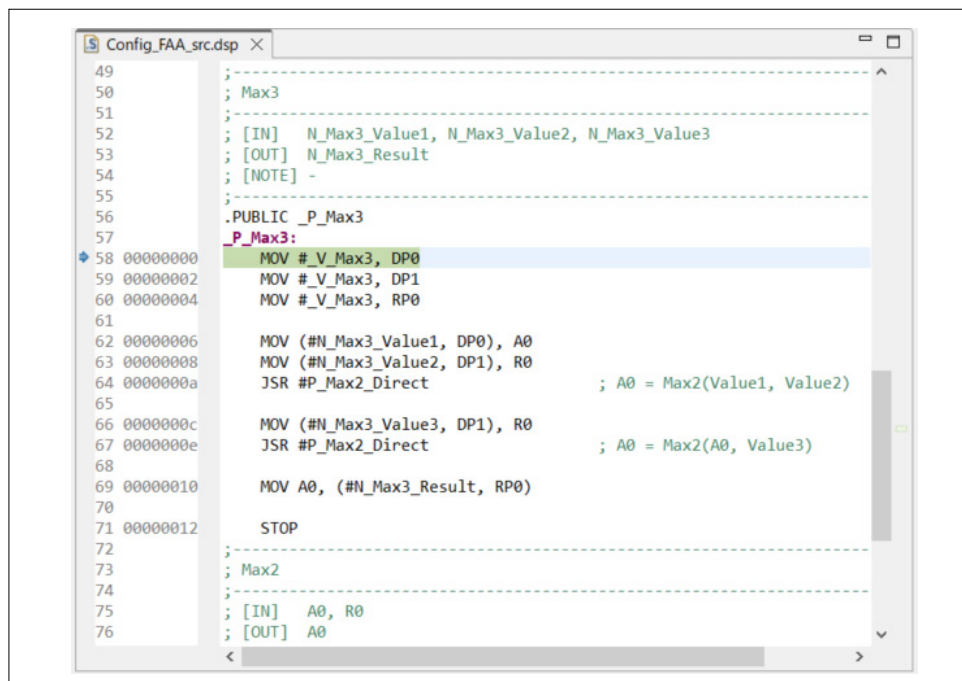 Config_FAA_src.dsp
49 ;---------------------------------------------------------------------
50 ; Max3
51 ;---------------------------------------------------------------------
52 ; [IN] N_Max3_Value1, N_Max3_Value2, N_Max3_Value3
53 ; [OUT] N_Max3_Result
54 ; [NOTE] -
55 ;---------------------------------------------------------------------
56 .PUBLIC _P_Max3
57 _P_Max3:
58 00000000 MOV #_V_Max3, DP0
59 00000002 MOV #_V_Max3, DP1
60 00000004 MOV #_V_Max3, RP0
61
62 00000006 MOV (#N_Max3_Value1, DP0), A0
63 00000008 MOV (#N_Max3_Value2, DP1), R0
64 0000000a JSR #P_Max2_Direct ; A0 = Max2(Value1, Value2)
65
66 0000000c MOV (#N_Max3_Value3, DP1), R0
67 0000000e JSR #P_Max2_Direct ; A0 = Max2(A0, Value3)
68
69 00000010 MOV A0, (#N_Max3_Result, RP0)
70
71 00000012 STOP
72 ;---------------------------------------------------------------------
73 ; Max2
74 ;---------------------------------------------------------------------
75 ; [IN] A0, R0
76 ; [OUT] A0